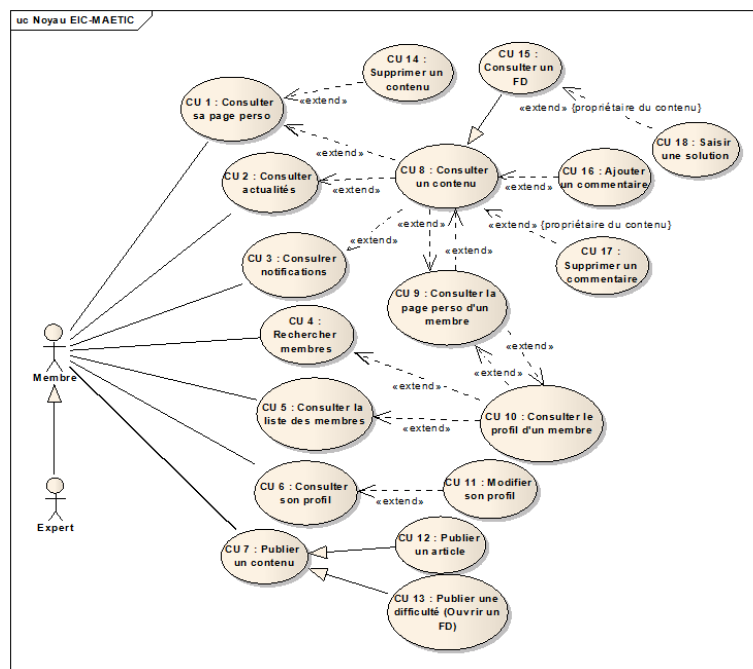 uc Noyau EIC-MAETIC
CU 14 :
Supprimer un
contenu
CU 15 :
Consulter un
FD
CU 1 : Consulter
sa page perso
«extend»
«extend» {propriétaire du contenu}
«extend»
«extend»
CU 18 : Saisir
une solution
CU 8 : Consulter
un contenu
CU 16 : Ajouter
un commentaire
CU 2 : Consulter
actualités
«extend»
«extend»
«extend» {propriétaire du contenu}
«extend»
«extend»
«extend»
CU 17 :
Supprimer un
commentaire
CU 3 : Consulrer
notifications
CU 9 : Consulter la
page perso d'un
membre
CU 4 :
Rechercher
membres
«extend»
«extend»
Membre
«extend»
CU 5 : Consulter la
liste des membres
«extend»
CU 10 : Consulter le
profil d'un membre
CU 6 : Consulter
son profil
CU 11 : Modifier
son profil
«extend»
Expert
CU 7 : Publier
un contenu
CU 12 : Publier
un article
CU 13 : Publier une
difficulté (Ouvrir un
FD)